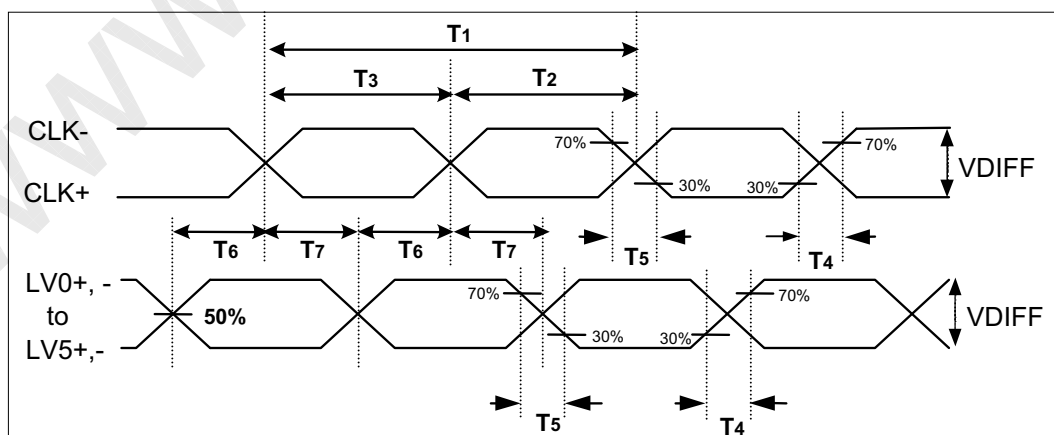 T1
T3 T2
CLK-
70% 70%
VDIFF
30% 30%
CLK+
T6 T7 T6 T7
T5 T4
LV0+, -
70% 70%
to
50%
VDIFF
30% 30%
LV5+,-
T5 T4